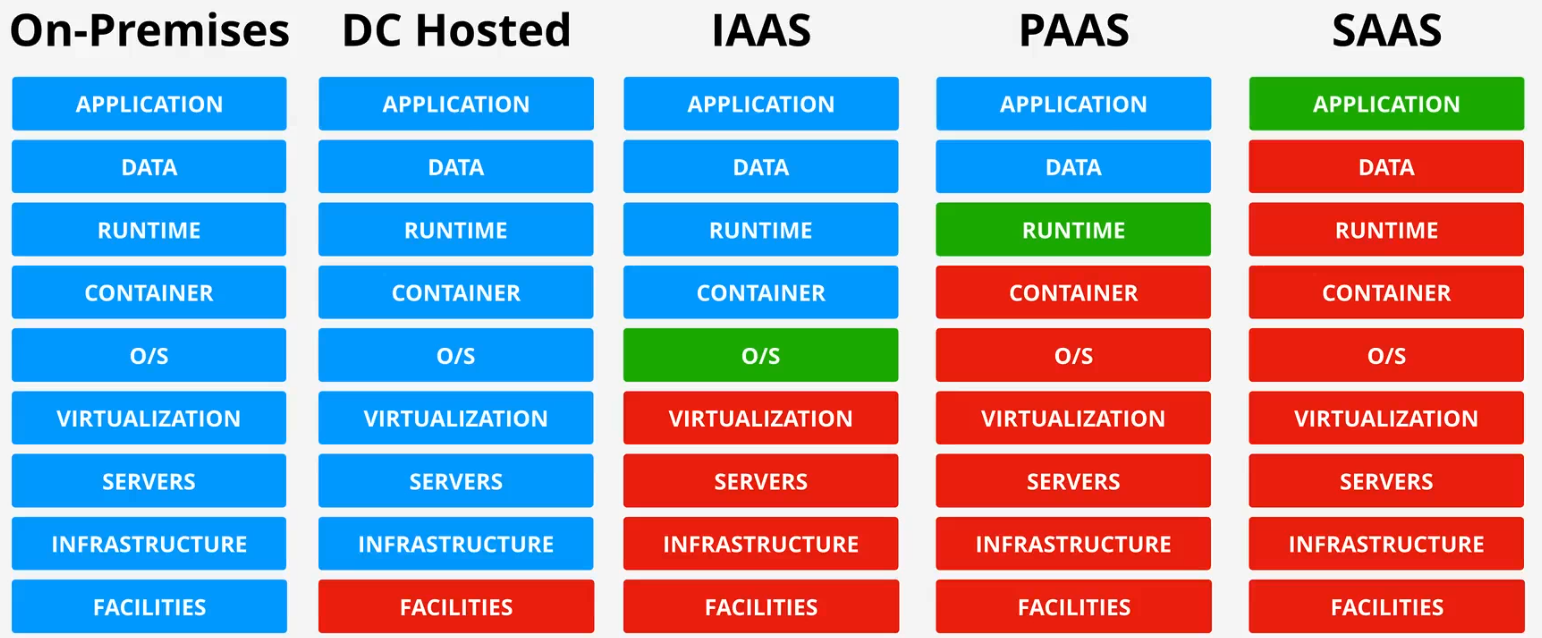 On-Premises DC Hosted IAAS PAAS SAAS
APPLICATION APPLICATION APPLICATION APPLICATION APPLICATION
DATA DATA DATA DATA DATA
RUNTIME RUNTIME RUNTIME RUNTIME RUNTIME
CONTAINER CONTAINER CONTAINER CONTAINER CONTAINER
O/S O/S O/S O/S O/S
VIRTUALIZATION VIRTUALIZATION VIRTUALIZATION VIRTUALIZATION VIRTUALIZATION
SERVERS SERVERS SERVERS SERVERS SERVERS
INFRASTRUCTURE INFRASTRUCTURE INFRASTRUCTURE INFRASTRUCTURE INFRASTRUCTURE
FACILITIES FACILITIES FACILITIES FACILITIES FACILITIES